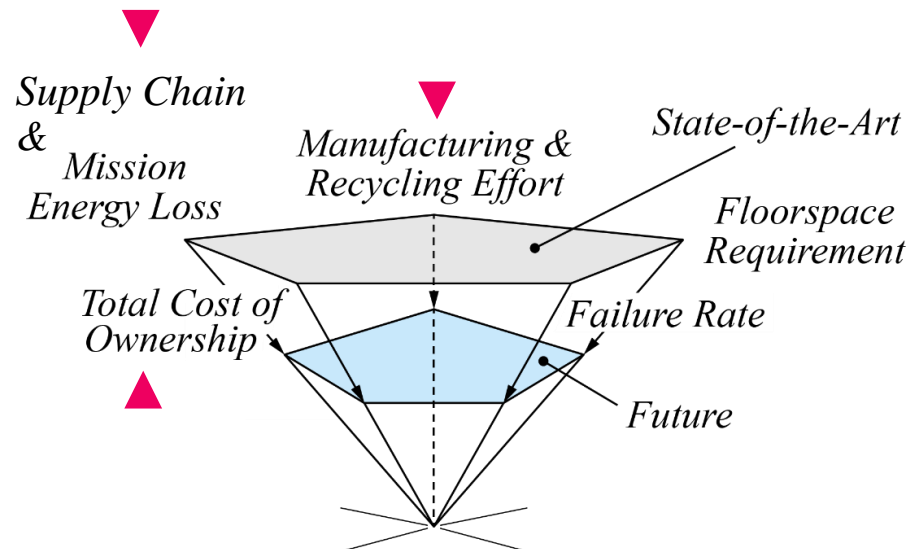 Supply Chain
&
Mission
Energy Loss
Manufacturing &
Recycling Effort
State-of-the-Art
Floorspace
Requirement
Total Cost of
Ownership
Failure Rate
Future